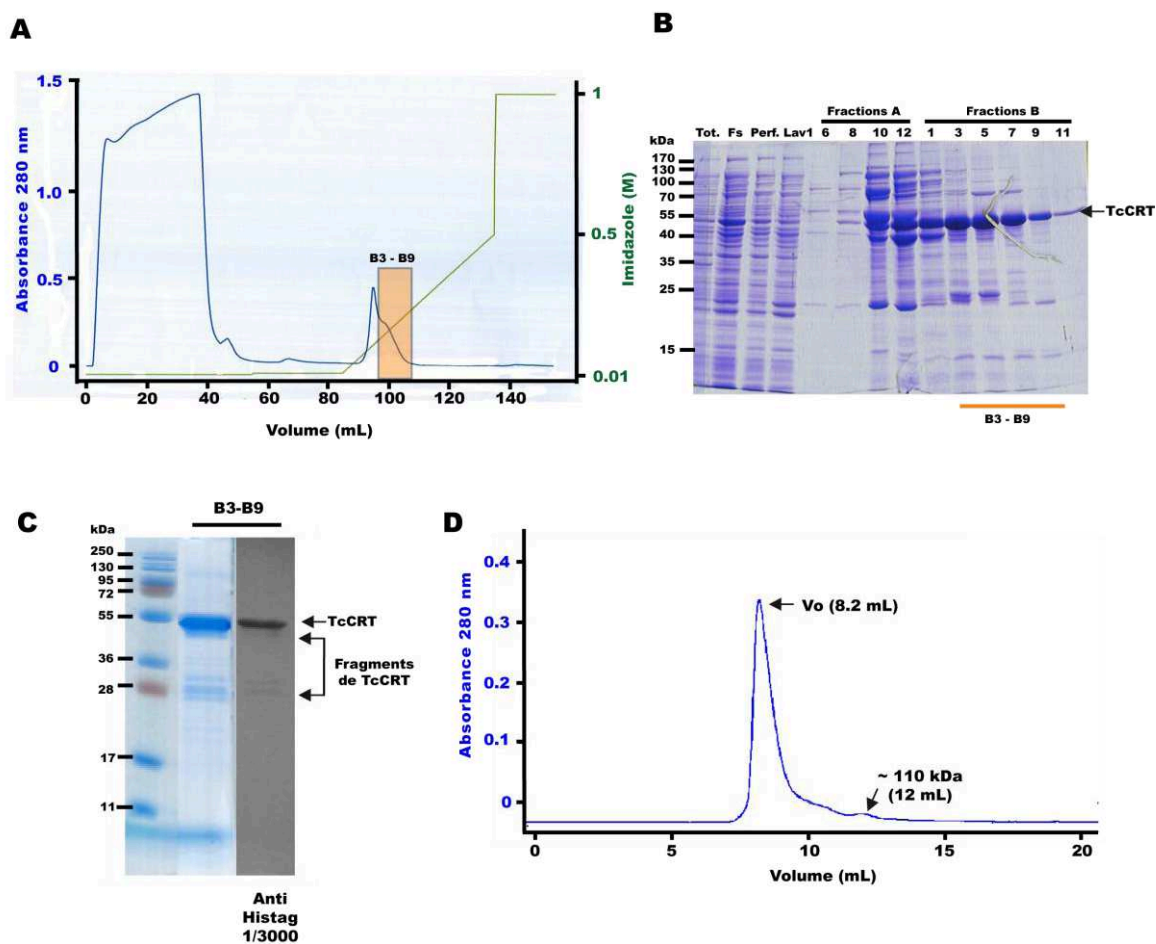 A
Absorbance 280 nm
1.5
1.0
0.5
0
B3 - B9
1
0.5
0.01
Imidazole (M)
0 20 40 60 80 100 120 140
Volume (mL)
B
Fractions A Fractions B
Tot. Fs Perf. Lav1 6 8 10 12 1 3 5 7 9 11
kDa
170
130
100
70
55
40
35
25
15
TcCRT
B3 - B9
C
B3-B9
kDa
250
130
95
72
55
36
28
17
11
TcCRT
Fragments
de TcCRT
Anti
Histag
1/3000
D
Absorbance 280 nm
0.4
0.3
0.2
0.1
0
Vo (8.2 mL)
~ 110 kDa
(12 mL)
0 5 10 15 20
Volume (mL)